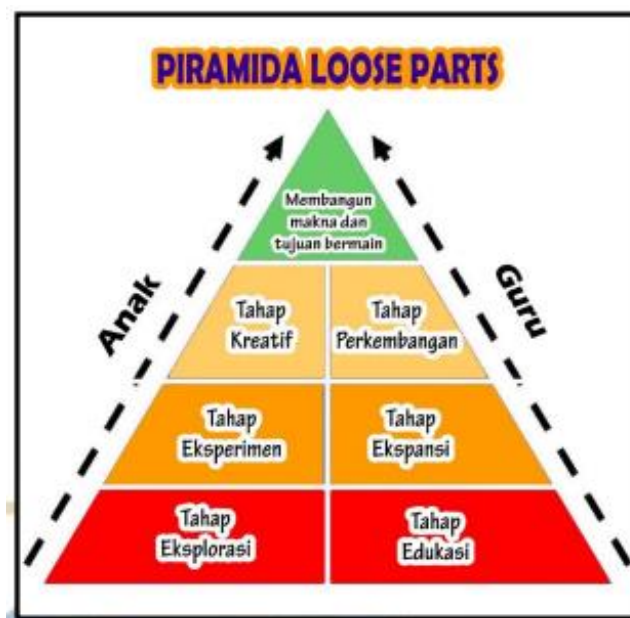 PIRAMIDA LOOSE PARTS
Membangun
makna dan
tujuan bermain
Anak
Guru
Tahap
Kreatif
Tahap
Perkembangan
Tahap
Eksperimen
Tahap
Ekspansi
Tahap
Eksplorasi
Tahap
Edukasi